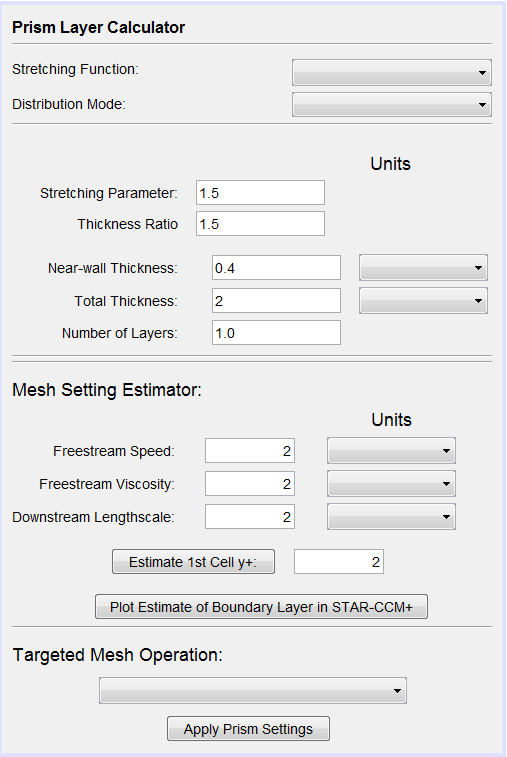 Prism Layer Calculator
Stretching Function:
Distribution Mode:
Units
Stretching Parameter: 1.5
Thickness Ratio 1.5
Near-wall Thickness: 0.4
Total Thickness: 2
Number of Layers: 1.0
Mesh Setting Estimator:
Units
Freestream Speed: 2
Freestream Viscosity: 2
Downstream Lengthscale: 2
Estimate 1st Cell y+: 2
Plot Estimate of Boundary Layer in STAR-CCM+
Targeted Mesh Operation:
Apply Prism Settings